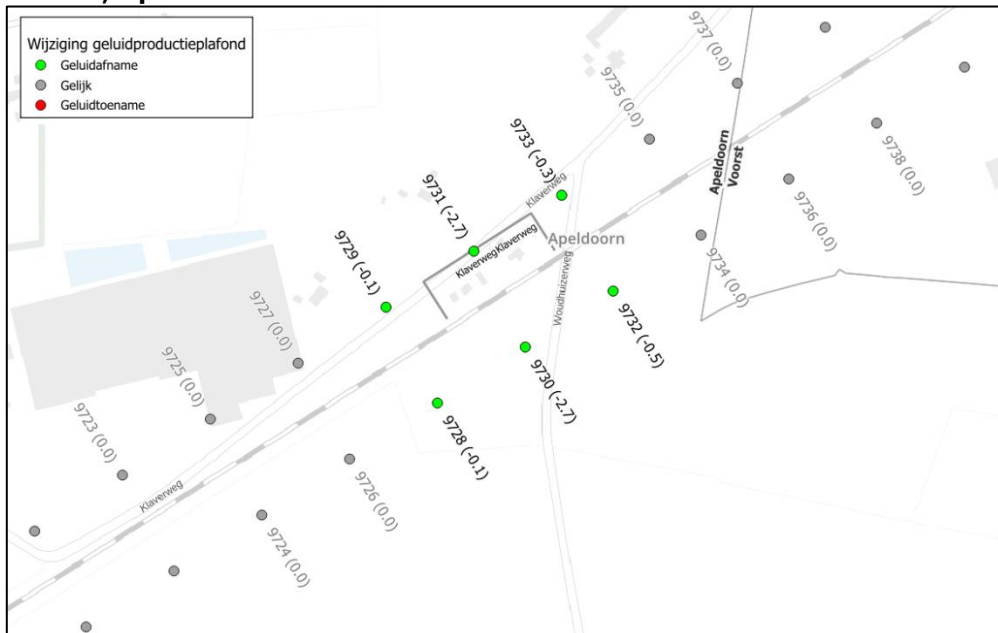 Wijziging geluidproductieplafond
Geluidafname
Gelijk
Geluidtoename
9737 (0.0)
9735 (0.0)
9738 (0.0)
Apeldoorn
Voorst
9733 (-0.3)
9736 (0.0)
9731 (-2.7)
Klaverweg
9734 (0.0)
Apeldoorn
KlaverwegKlaverweg
9729 (-0.1)
Woudhuizerweg
9732 (-0.5)
9727 (0.0)
9730 (-2.7)
9725 (0.0)
9728 (-0.1)
9723 (0.0)
9726 (0.0)
Klaverweg
9724 (0.0)